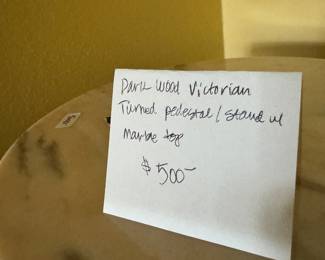 Dark wood Victorian
Turned pedestal / stand w/
marble top
$ 500-